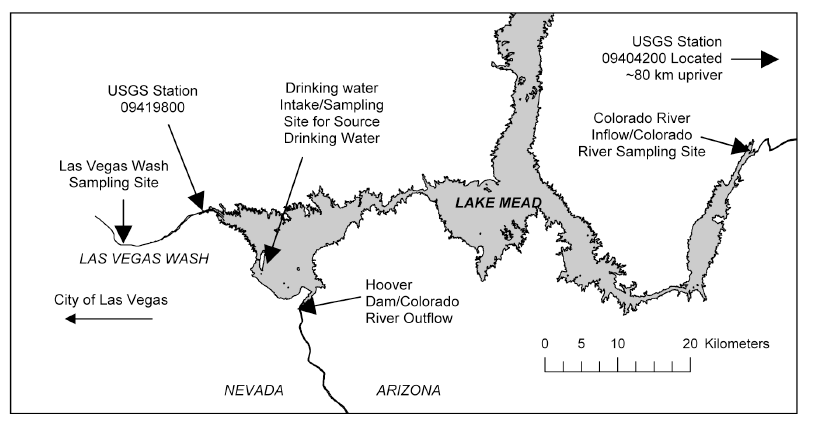 USGS Station
09404200 Located
~80 km upriver
Drinking water
Intake/Sampling
Site for Source
Drinking Water
USGS Station
09419800
Colorado River
Inflow/Colorado
River Sampling Site
Las Vegas Wash
Sampling Site
LAKE MEAD
LAS VEGAS WASH
City of Las Vegas
Hoover
Dam/Colorado
River Outflow
0 5 10 20 Kilometers
NEVADA ARIZONA